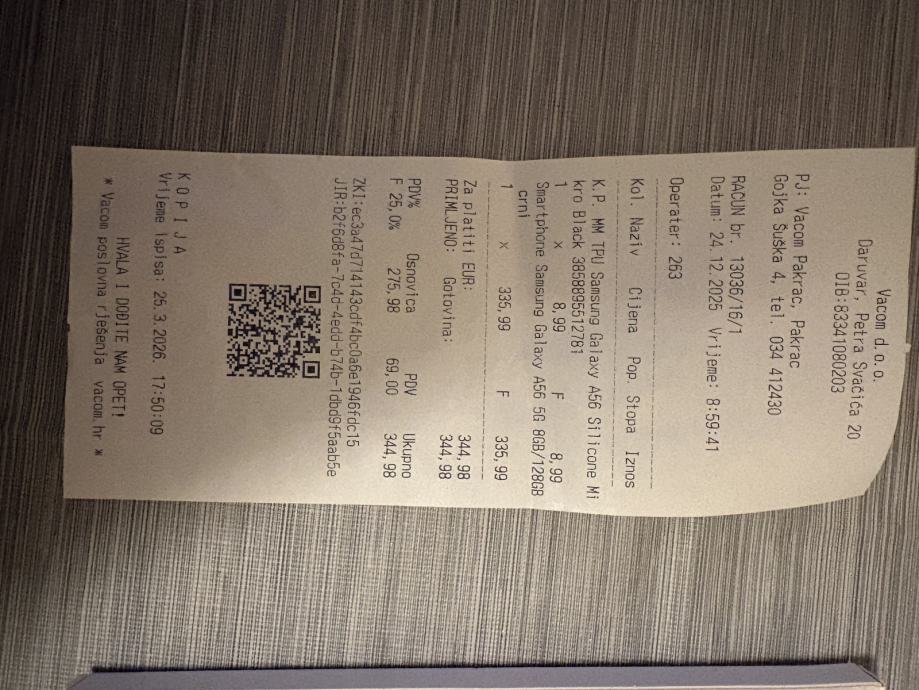 Vacom d.o.o.
Daruvar, Petra Svačića 20
OIB:83341080203
PJ: Vacom Pakrac, Pakrac
Gojka Šuška 4, tel. 034 412430
RAČUN br. 13036/16/1
Datum: 24.12.2025 Vrijeme: 8:59:41
Operater: 263
Kol. Naziv Cijena Pop. Stopa Iznos
K.P. MM TPU Samsung Galaxy A56 Silicone Mi
kro Black 3858895512781
1 x 8,99 F 8,99
Smartphone Samsung Galaxy A56 5G 8GB/128GB
crni
1 x 335,99 F 335,99
Za platiti EUR: 344,98
PRIMLJENO: Gotovina: 344,98
PDV% Osnovica PDV Ukupno
F 25,0% 275,98 69,00 344,98
ZKI:ec3a47d714143cdf4bc0a6e1946fdc15
JIR:b2f6d8fa-7c4d-4edd-b74b-1dbd9f5aab5e
K O P I J A
Vrijeme ispisa: 25.3.2026. 17:50:09
HVALA I DOĐITE NAM OPET!
* Vacom poslovna rješenja vacom.hr *